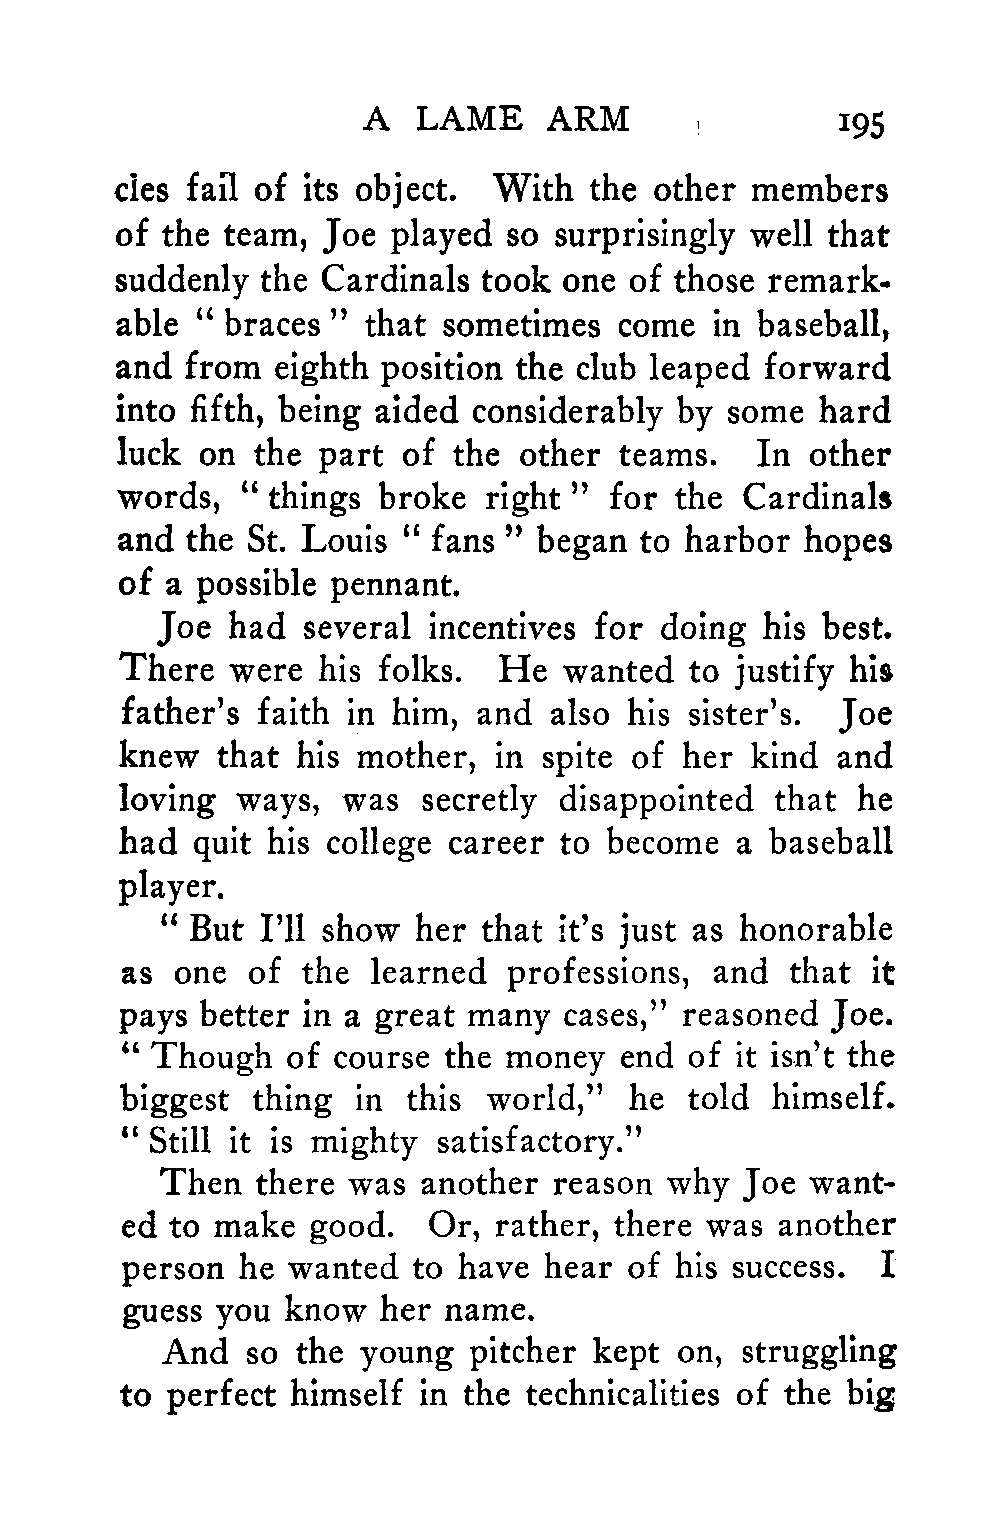 A LAME ARM 195
cies fail of its object. With the other members
of the team, Joe played so surprisingly well that
suddenly the Cardinals took one of those remark-
able " braces " that sometimes come in baseball,
and from eighth position the club leaped forward
into fifth, being aided considerably by some hard
luck on the part of the other teams. In other
words, " things broke right " for the Cardinals
and the St. Louis " fans " began to harbor hopes
of a possible pennant.
Joe had several incentives for doing his best.
There were his folks. He wanted to justify his
father's faith in him, and also his sister's. Joe
knew that his mother, in spite of her kind and
loving ways, was secretly disappointed that he
had quit his college career to become a baseball
player.
" But I'll show her that it's just as honorable
as one of the learned professions, and that it
pays better in a great many cases," reasoned Joe.
" Though of course the money end of it isn't the
biggest thing in this world," he told himself.
" Still it is mighty satisfactory."
Then there was another reason why Joe want-
ed to make good. Or, rather, there was another
person he wanted to have hear of his success. I
guess you know her name.
And so the young pitcher kept on, struggling
to perfect himself in the technicalities of the big